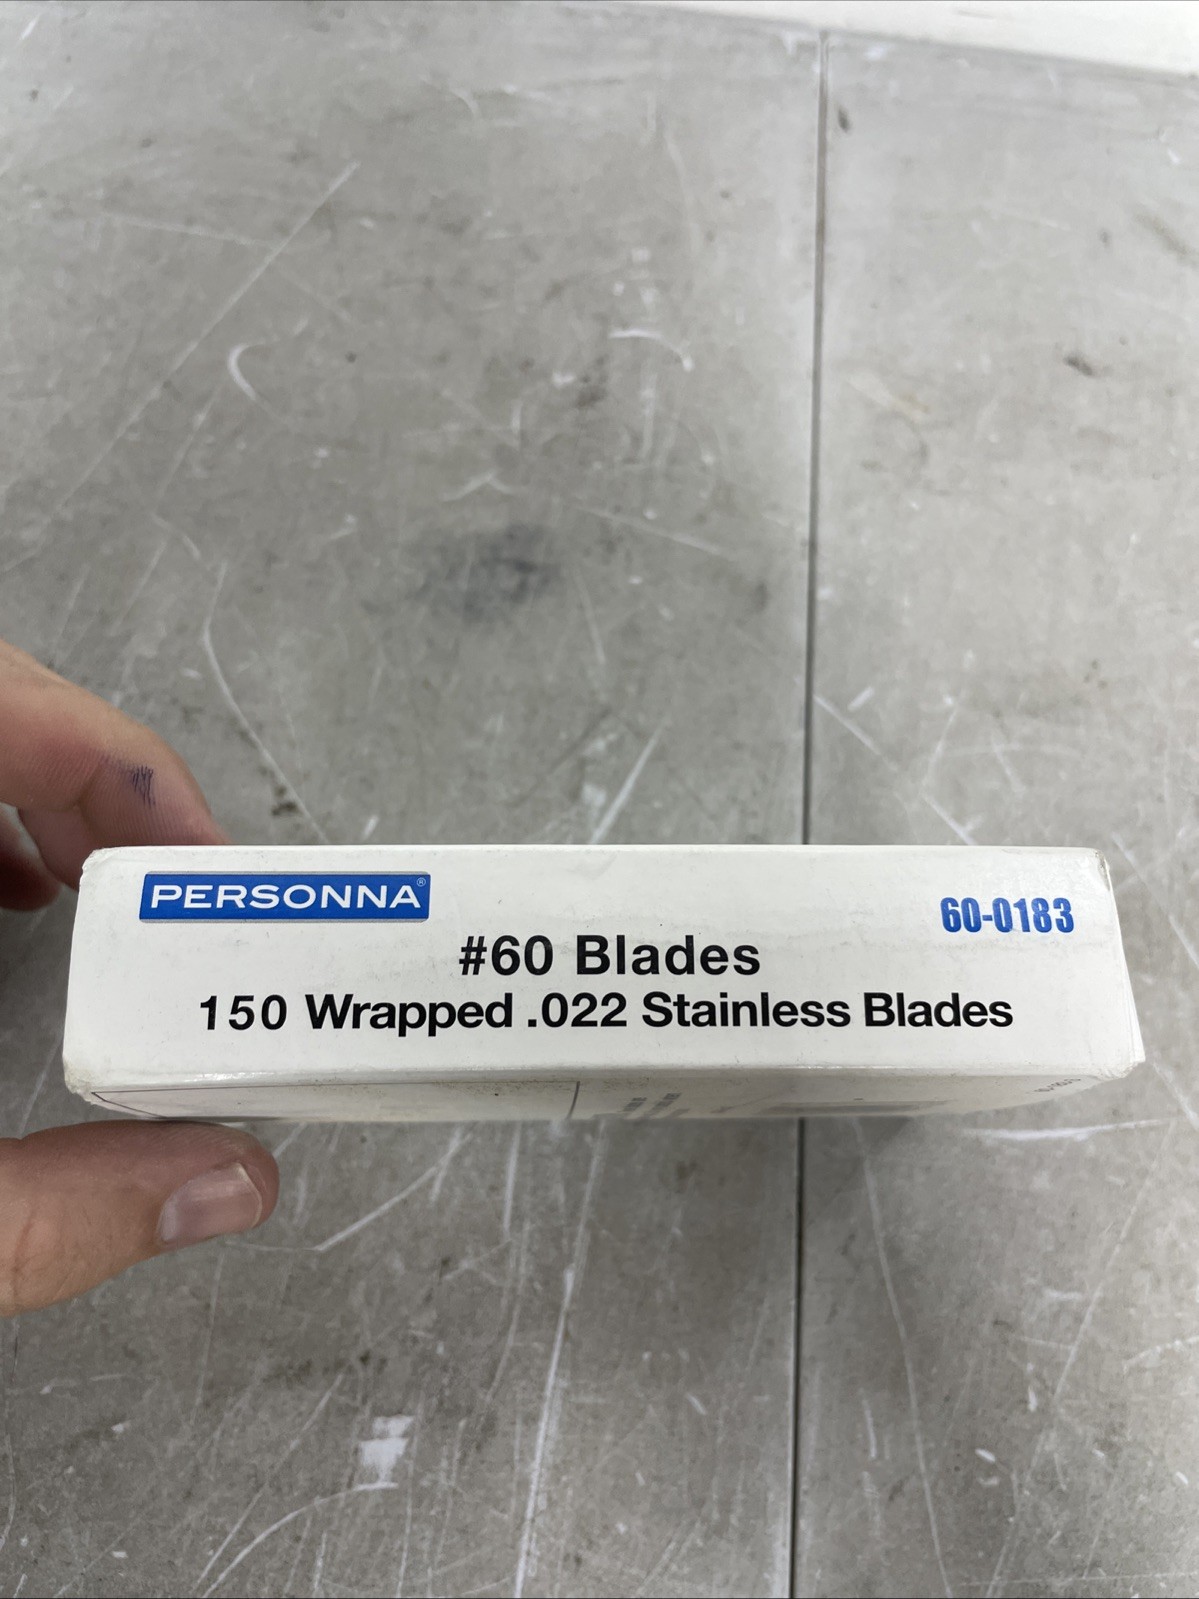 PERSONNA®
60-0183
#60 Blades
150 Wrapped .022 Stainless Blades